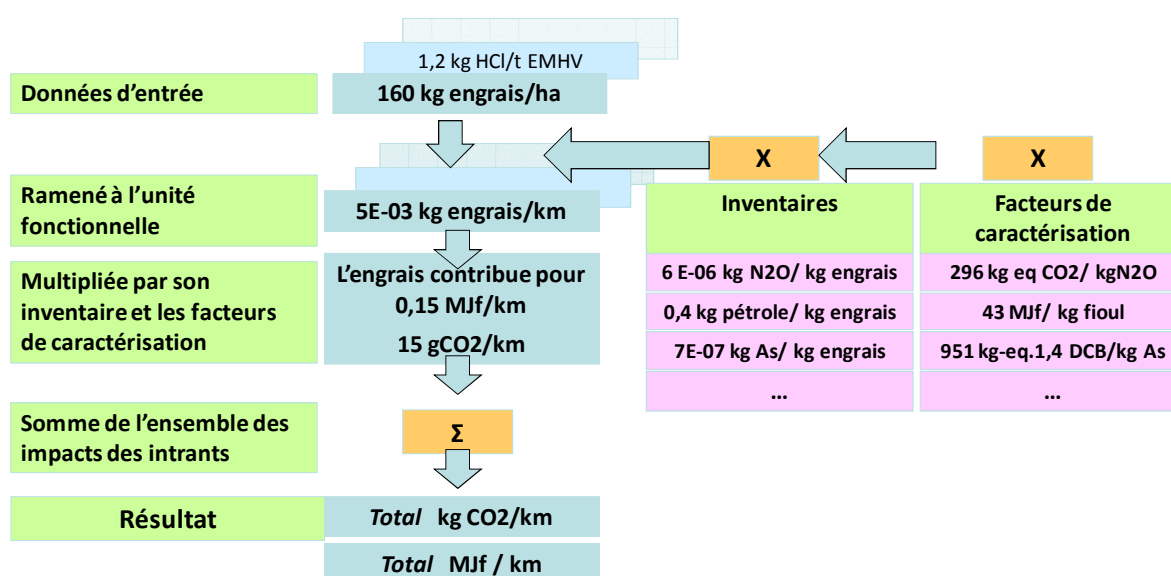 1,2 kg HCl/t EMHV
Données d'entrée
160 kg engrais/ha
X
X
Ramené à l'unité
fonctionnelle
5E-03 kg engrais/km
Inventaires
Facteurs de
caractérisation
Multipliée par son
inventaire et les facteurs
de caractérisation
L'engrais contribue pour
0,15 MJf/km
15 gCO2/km
6 E-06 kg N2O/ kg engrais
296 kg eq CO2/ kgN2O
0,4 kg pétrole/ kg engrais
43 MJf/ kg fioul
7E-07 kg As/ kg engrais
951 kg-eq.1,4 DCB/kg As
...
...
Somme de l'ensemble des
impacts des intrants
Σ
Résultat
Total kg CO2/km
Total MJf / km